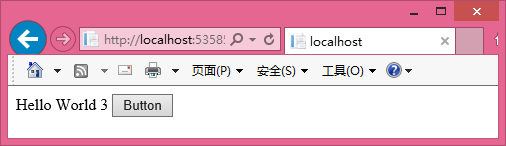 http://localhost:5358
localhost
页面(P) 安全(S) 工具(O)
Hello World 3 Button